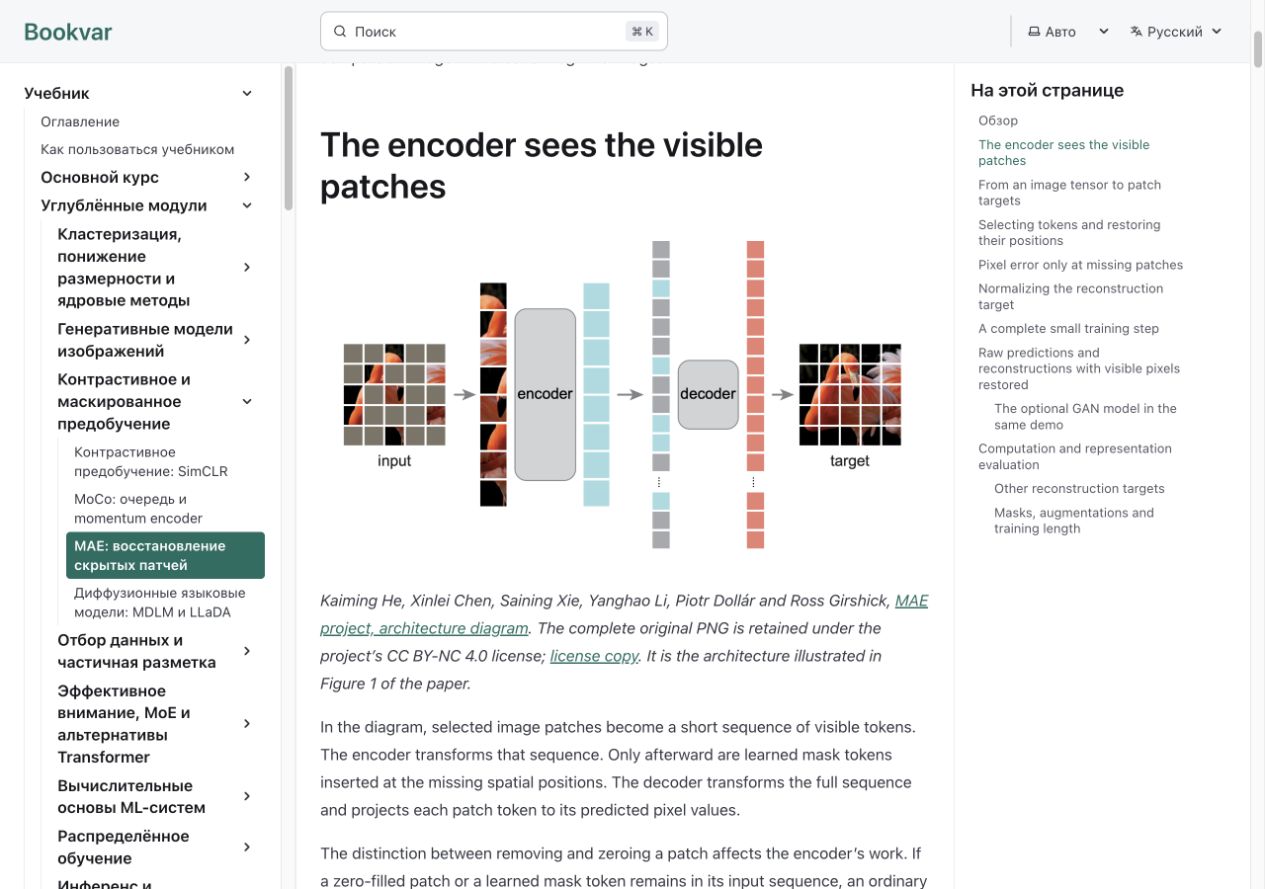 Bookvar
Поиск
⌘ K
Авто
Русский
Учебник
Оглавление
Как пользоваться учебником
Основной курс
Углублённые модули
Кластеризация,
понижение
размерности и
ядровые методы
Генеративные модели
изображений
Контрастивное и
маскированное
предобучение
Контрастивное
предобучение: SimCLR
MoCo: очередь и
momentum encoder
MAE: восстановление
скрытых патчей
Диффузионные языковые
модели: MDLM и LLaDA
Отбор данных и
частичная разметка
Эффективное
внимание, MoE и
альтернативы
Transformer
Вычислительные
основы ML-систем
Распределённое
обучение
Инференс и
The encoder sees the visible
patches
input
encoder
decoder
target
Kaiming He, Xinlei Chen, Saining Xie, Yanghao Li, Piotr Dollár and Ross Girshick, MAE
project, architecture diagram. The complete original PNG is retained under the
project’s CC BY-NC 4.0 license; license copy. It is the architecture illustrated in
Figure 1 of the paper.
In the diagram, selected image patches become a short sequence of visible tokens.
The encoder transforms that sequence. Only afterward are learned mask tokens
inserted at the missing spatial positions. The decoder transforms the full sequence
and projects each patch token to its predicted pixel values.
The distinction between removing and zeroing a patch affects the encoder’s work. If
a zero-filled patch or a learned mask token remains in its input sequence, an ordinary
На этой странице
Обзор
The encoder sees the visible
patches
From an image tensor to patch
targets
Selecting tokens and restoring
their positions
Pixel error only at missing patches
Normalizing the reconstruction
target
A complete small training step
Raw predictions and
reconstructions with visible pixels
restored
The optional GAN model in the
same demo
Computation and representation
evaluation
Other reconstruction targets
Masks, augmentations and
training length